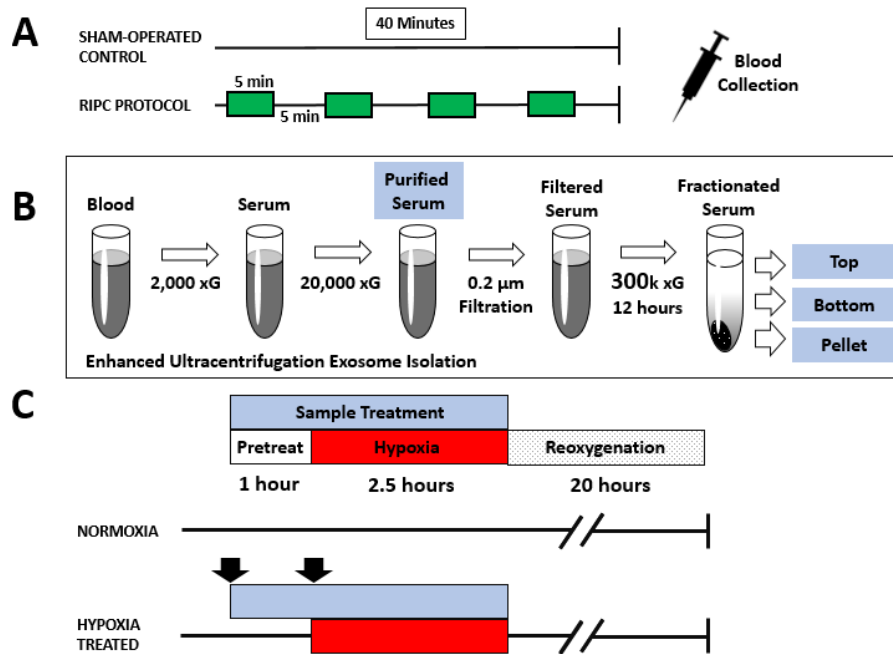 A
40 Minutes
SHAM-OPERATED
CONTROL
5 min
RIPC PROTOCOL
5 min
Blood
Collection
B
Blood
Serum
Purified
Serum
Filtered
Serum
Fractionated
Serum
2,000 xG
20,000 xG
0.2 µm
Filtration
300k xG
12 hours
Top
Bottom
Pellet
Enhanced Ultracentrifugation Exosome Isolation
C
Sample Treatment
Pretreat
Hypoxia
Reoxygenation
1 hour
2.5 hours
20 hours
NORMOXIA
HYPOXIA
TREATED